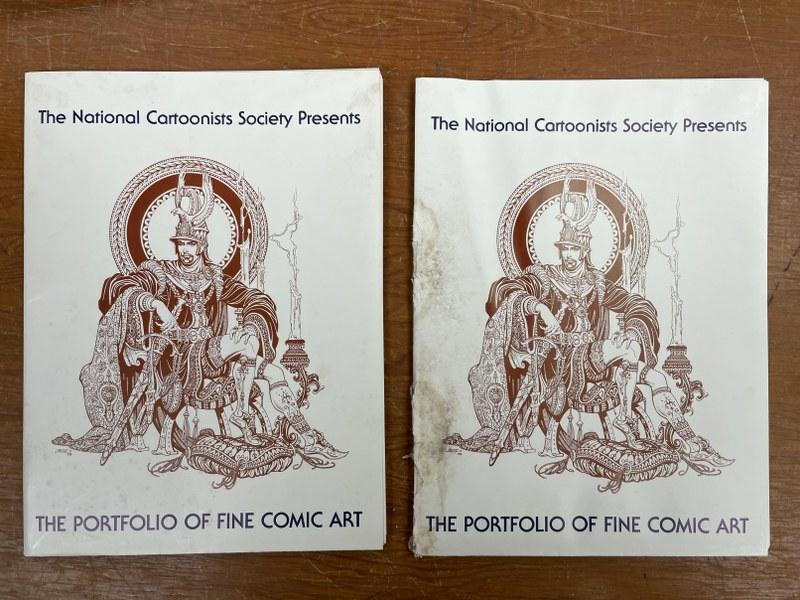 The National Cartoonists Society Presents
THE PORTFOLIO OF FINE COMIC ART
The National Cartoonists Society Presents
THE PORTFOLIO OF FINE COMIC ART